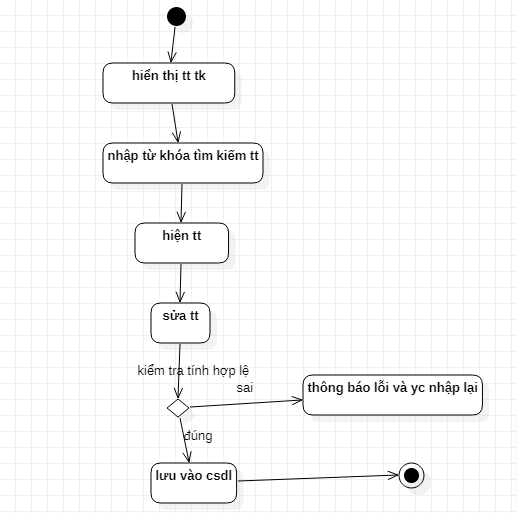 hiển thị tt tk
nhập từ khóa tìm kiếm tt
hiện tt
sửa tt
kiểm tra tính hợp lệ
sai
thông báo lỗi và yc nhập lại
đúng
lưu vào csdl